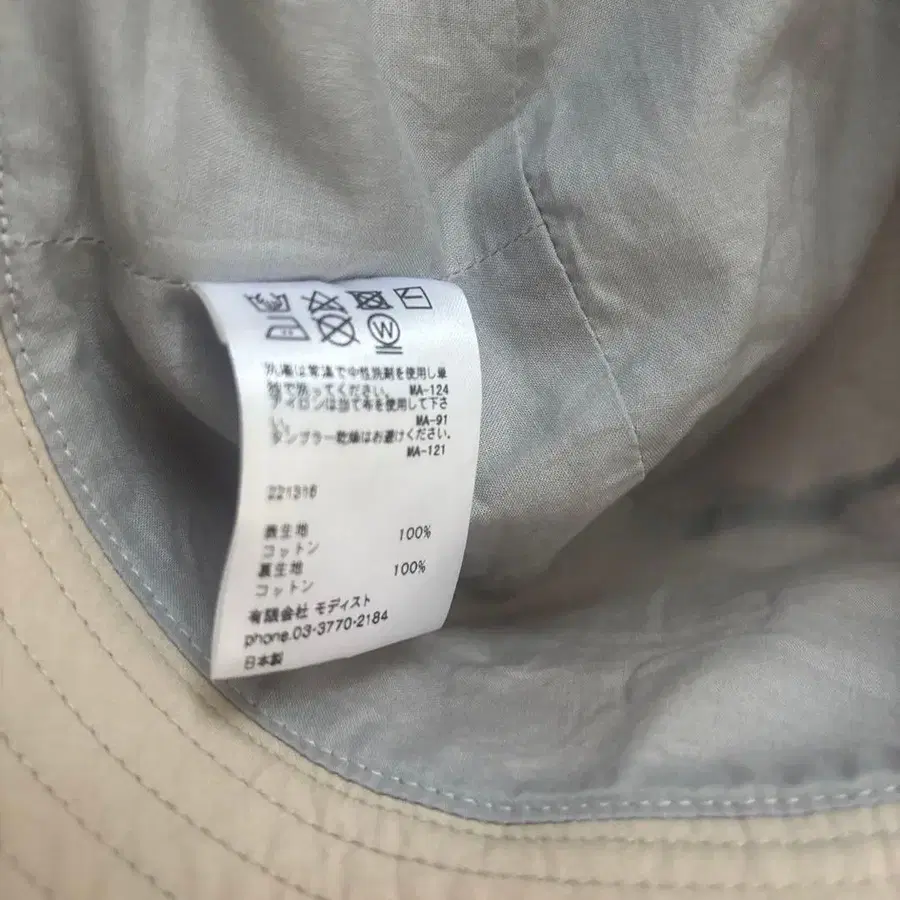 W
洗濯は常温で中性洗剤を使用し単
独で洗ってください。 MA-124
アイロンは当て布を使用して下さ
い。 MA-91
タンブラー乾燥はお避けください。
MA-121
221316
表生地 100%
コットン
裏生地 100%
コットン
有限会社 モディスト
phone.03-3770-2184
日本製